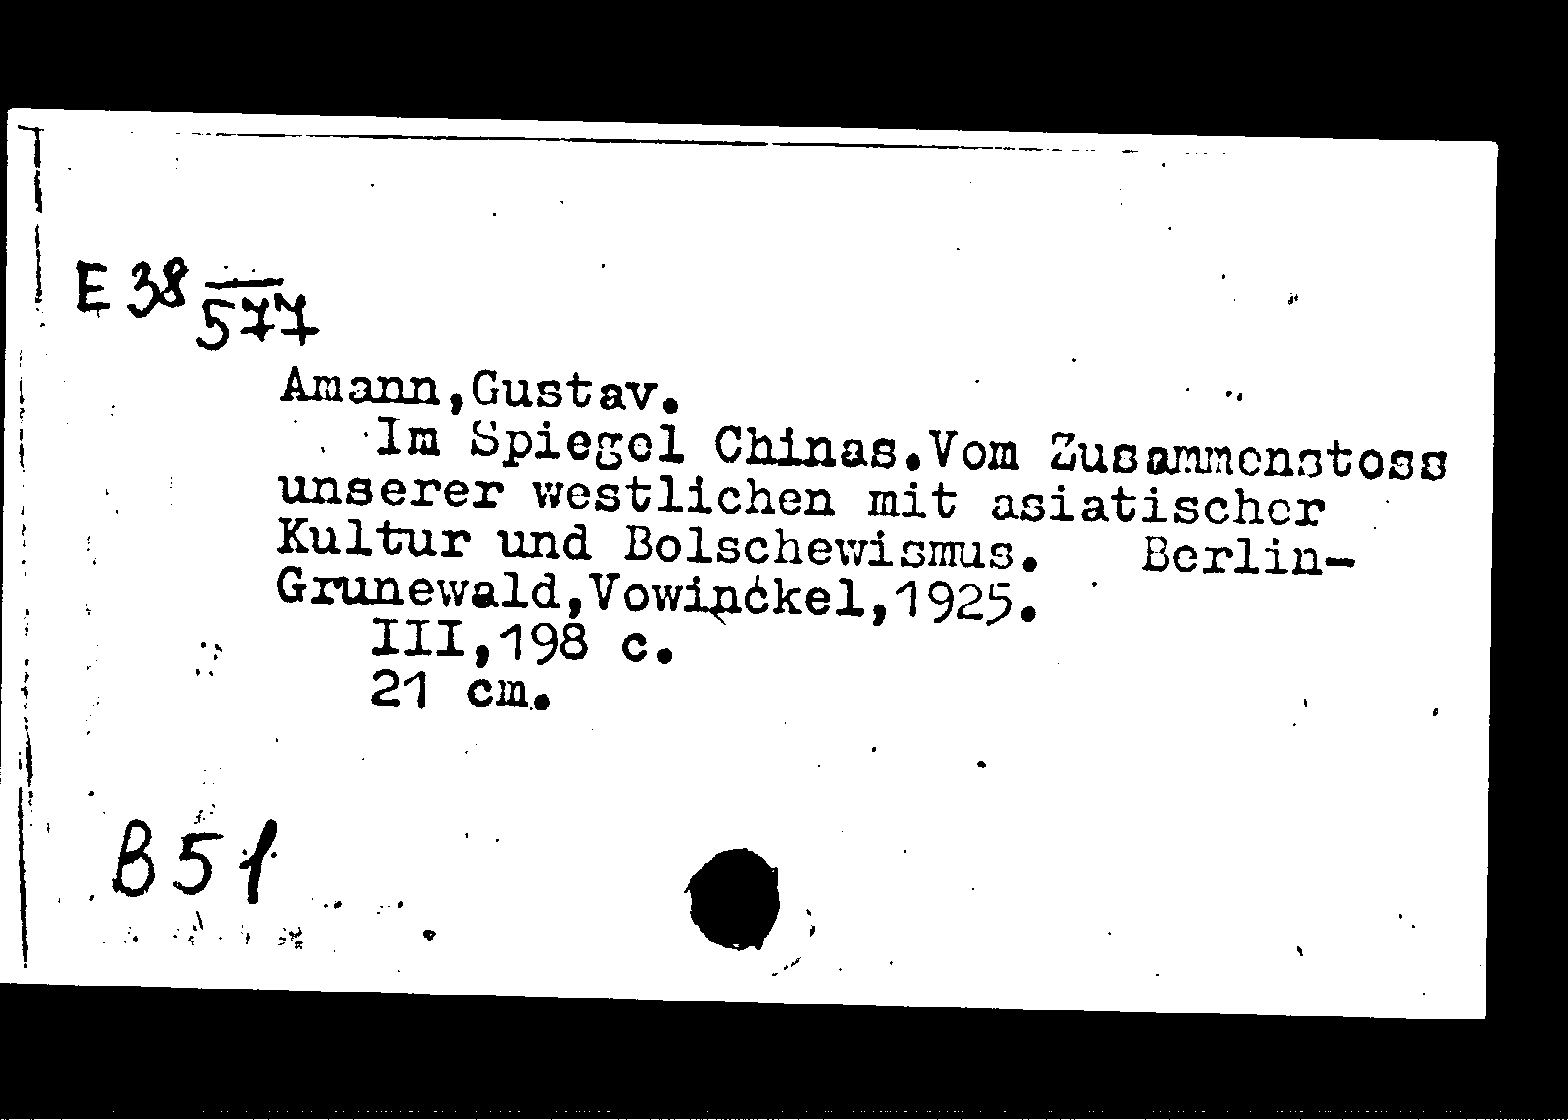 E 38
577
Amann,Gustav.
Im Spiegel Chinas.Vom Zusammenstoss
unserer westlichen mit asiatischer
Kultur und Bolschewismus. Berlin-
Grunewald,Vowinckel,1925.
III,198 c.
21 cm.
B 51